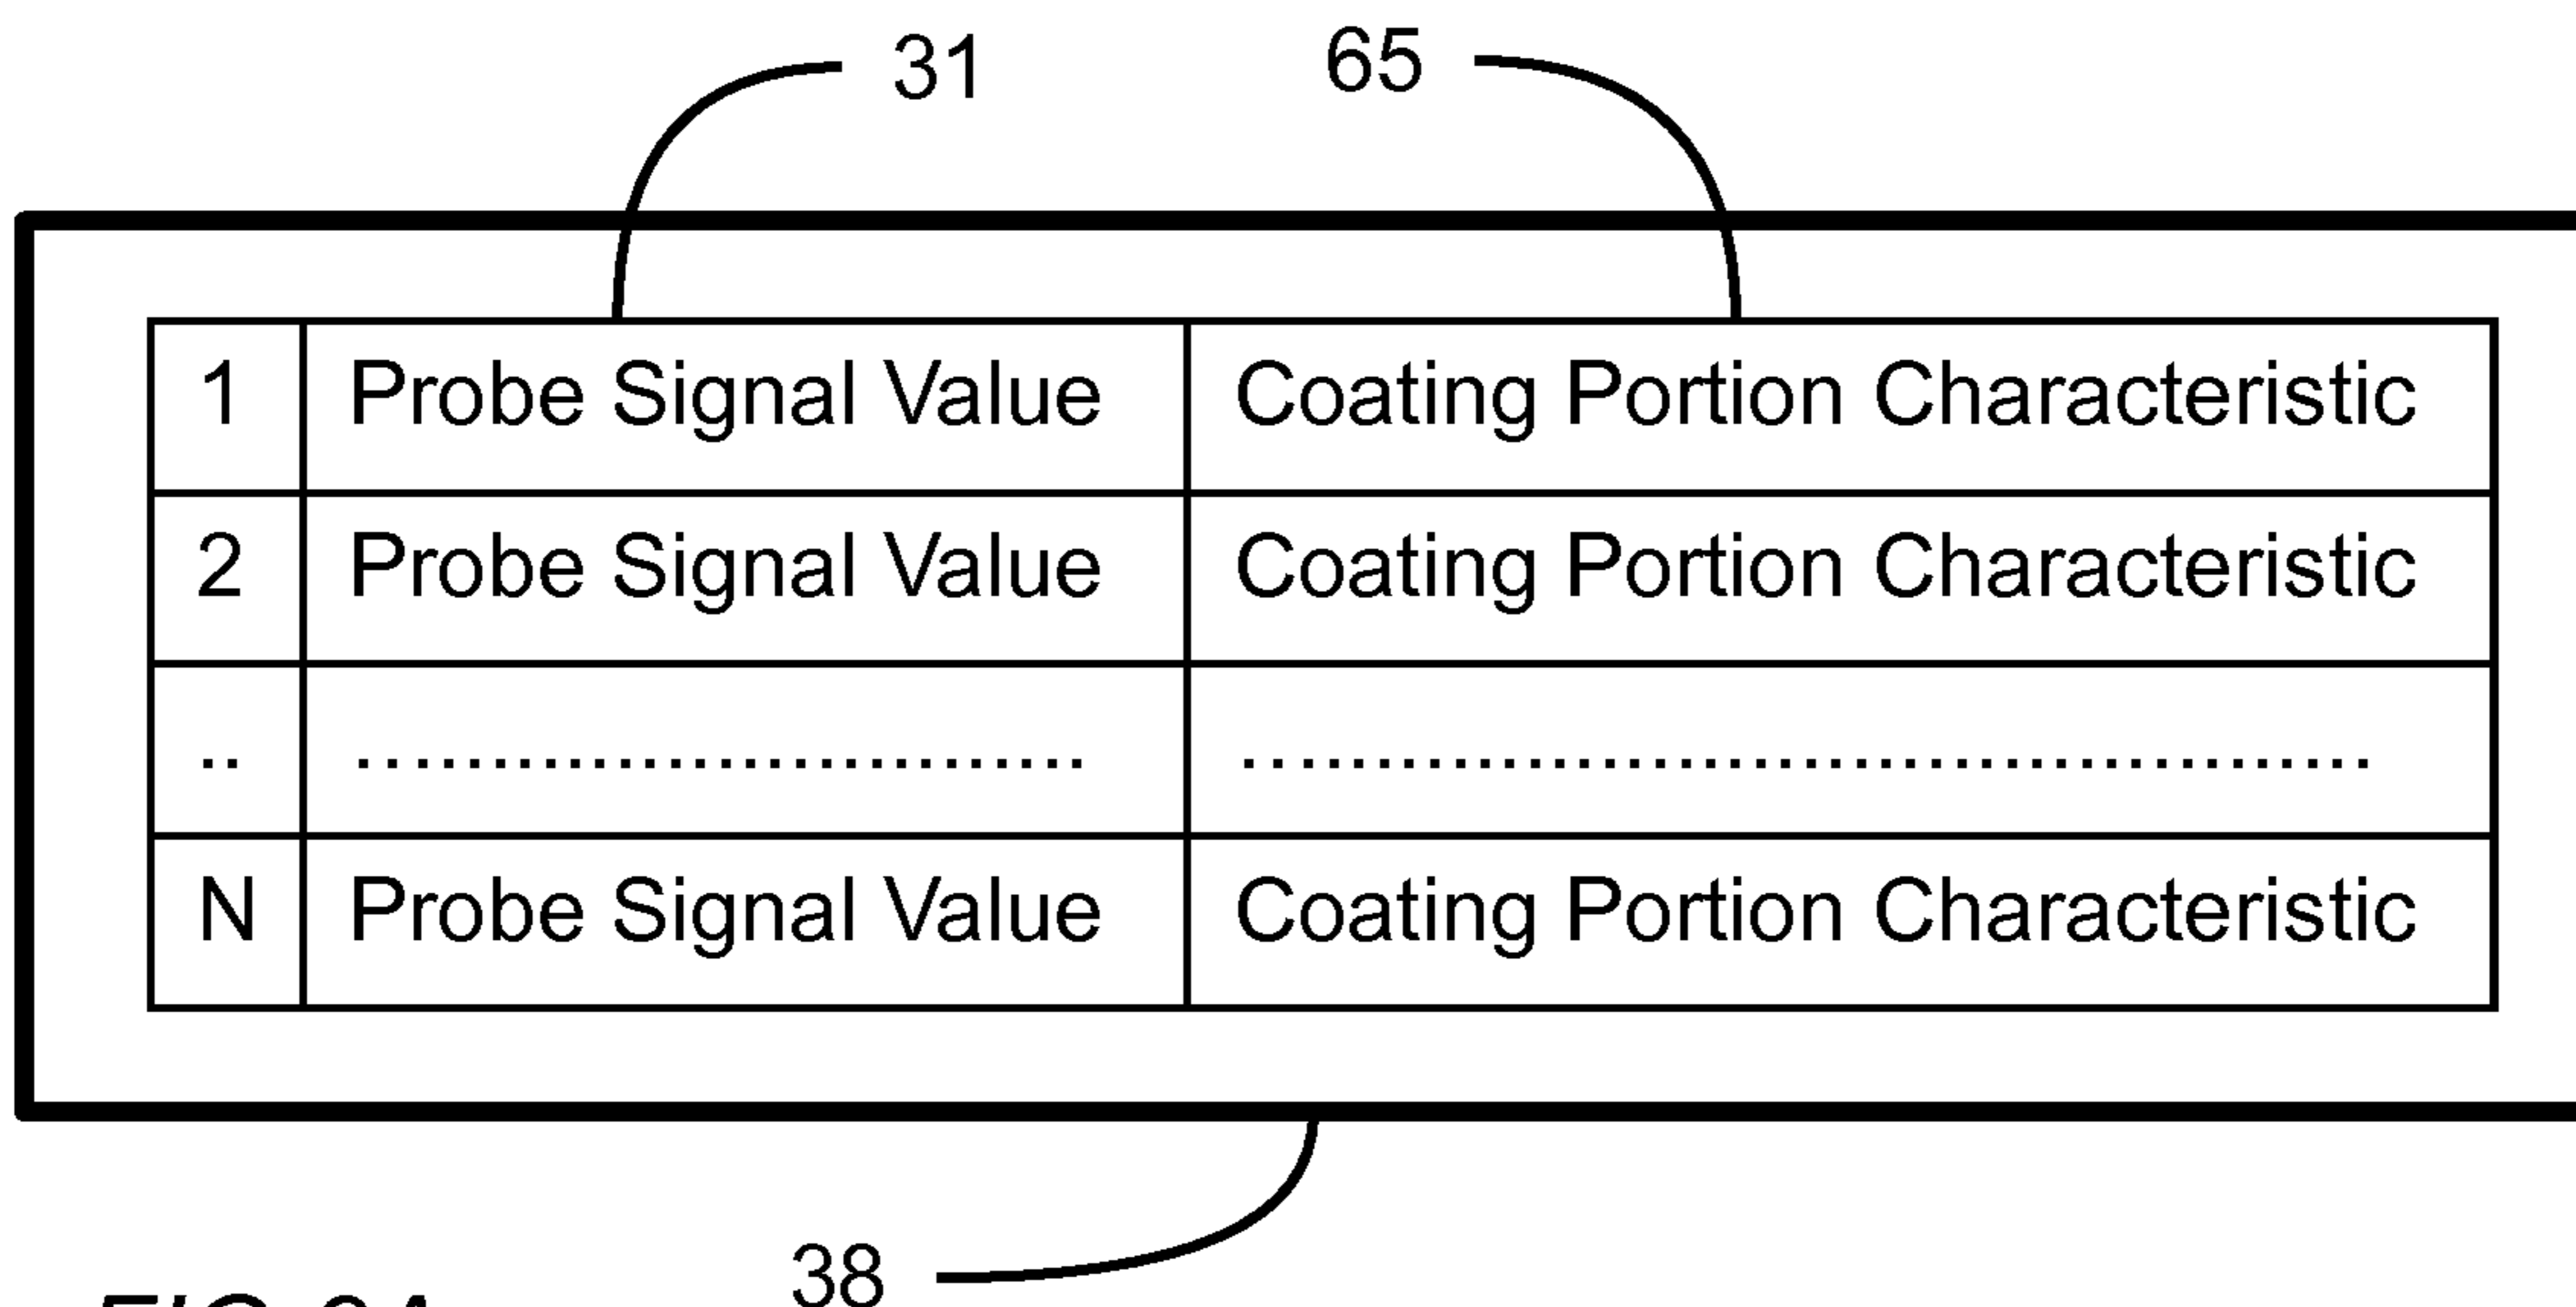 31 65
1 Probe Signal Value Coating Portion Characteristic
2 Probe Signal Value Coating Portion Characteristic
.. ............................. .............................................
N Probe Signal Value Coating Portion Characteristic
38